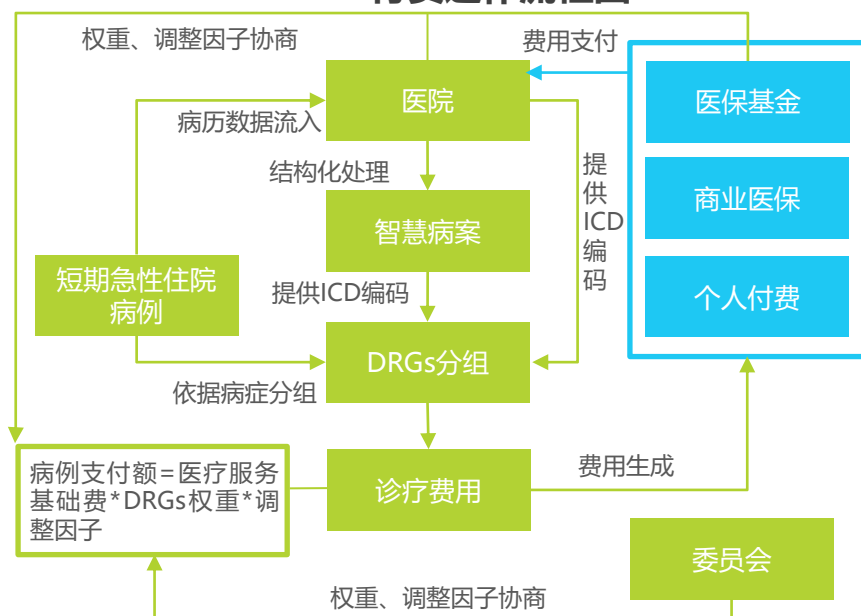 权重、调整因子协商
费用支付
医院
医保基金
病历数据流入
结构化处理
提
供
ICD
编
码
商业医保
智慧病案
短期急性住院
病例
提供ICD编码
个人付费
DRGs分组
依据病症分组
病例支付额=医疗服务
基础费*DRGs权重*调
整因子
诊疗费用
费用生成
委员会
权重、调整因子协商